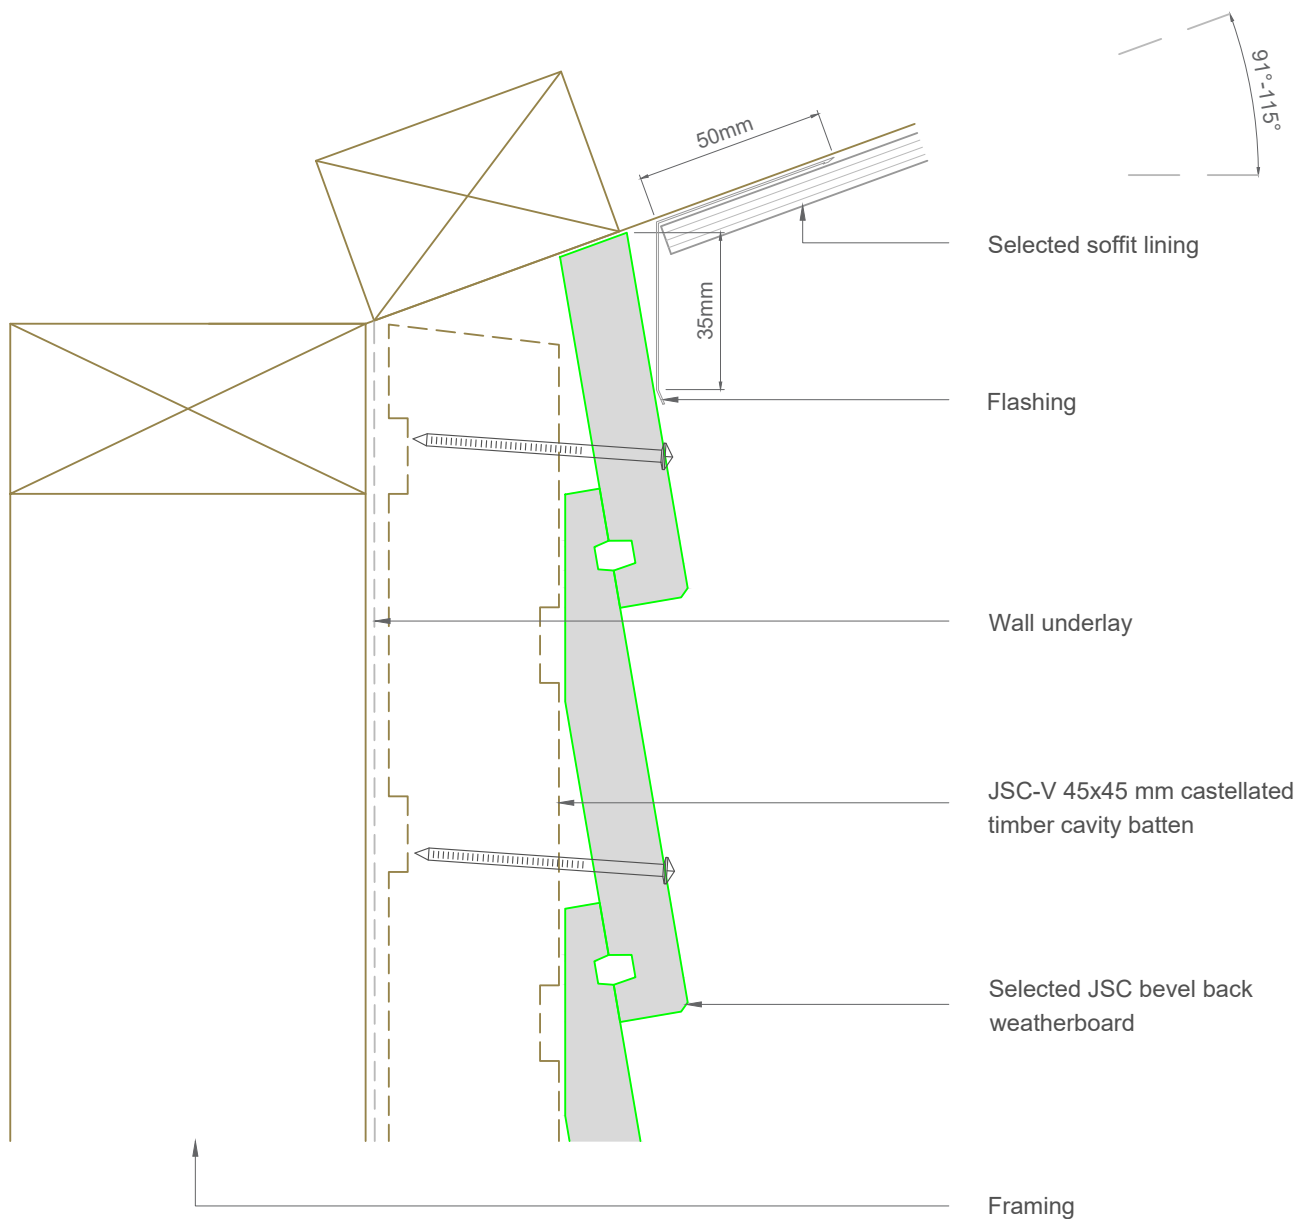 91°-115°
50mm
Selected soffit lining
35mm
Flashing
Wall underlay
JSC-V 45x45 mm castellated
timber cavity batten
Selected JSC bevel back
weatherboard
Framing